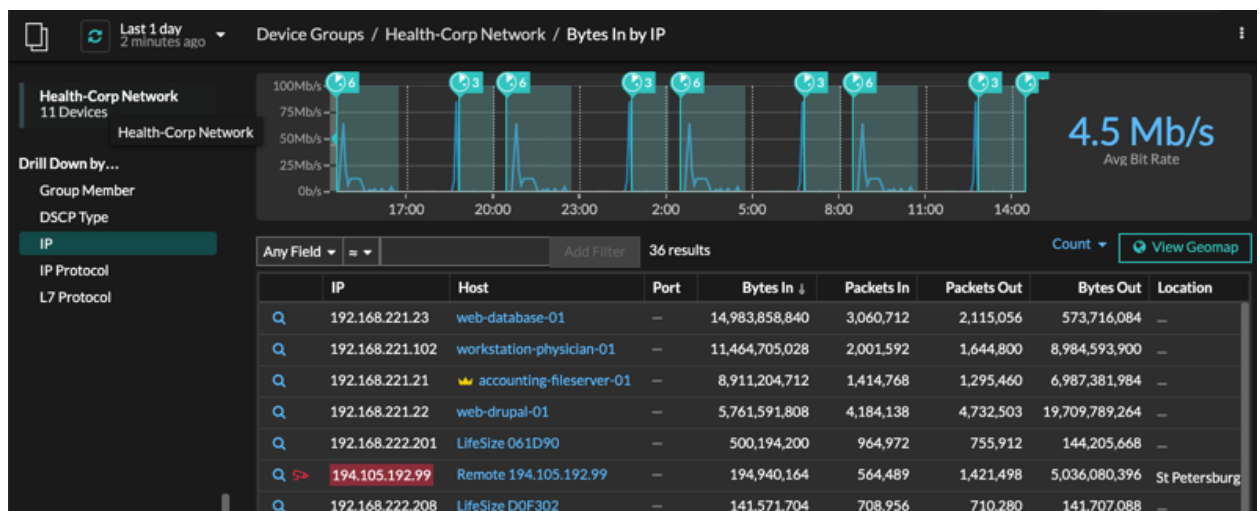 Last 1 day
2 minutes ago
Device Groups / Health-Corp Network / Bytes In by IP
Health-Corp Network
11 Devices
Health-Corp Network
Drill Down by...
Group Member
DSCP Type
IP
IP Protocol
L7 Protocol
100Mb/s
75Mb/s
50Mb/s
25Mb/s
0b/s
6 3 6 3 6 3 6 3
17:00 20:00 23:00 2:00 5:00 8:00 11:00 14:00
4.5 Mb/s
Avg Bit Rate
Any Field ≈ Add Filter 36 results Count View Geomap
IP Host Port Bytes In ↓ Packets In Packets Out Bytes Out Location
192.168.221.23 web-database-01 — 14,983,858,840 3,060,712 2,115,056 573,716,084 —
192.168.221.102 workstation-physician-01 — 11,464,705,028 2,001,592 1,644,800 8,984,593,900 —
192.168.221.21 accounting-fileserver-01 — 8,911,204,712 1,414,768 1,295,460 6,987,381,984 —
192.168.221.22 web-drupal-01 — 5,761,591,808 4,184,138 4,732,503 19,709,789,264 —
192.168.222.201 LifeSize 061D90 — 500,194,200 964,972 755,912 144,205,668 —
194.105.192.99 Remote 194.105.192.99 — 194,940,164 564,489 1,421,498 5,036,080,396 St Petersburg
192.168.222.208 LifeSize D0F302 — 141,571,704 708,956 710,280 141,707,088 —